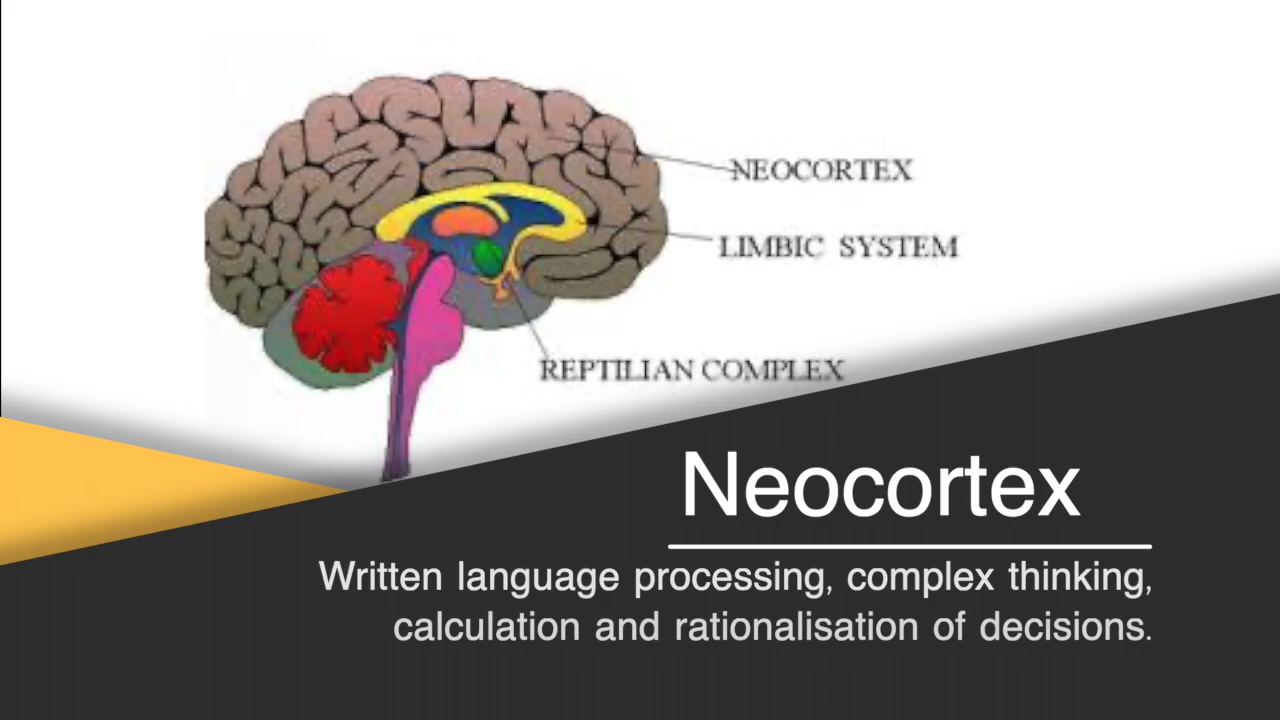 NEOCORTEX
LIMBIC SYSTEM
REPTILIAN COMPLEX
Neocortex
Written language processing, complex thinking,
calculation and rationalisation of decisions.